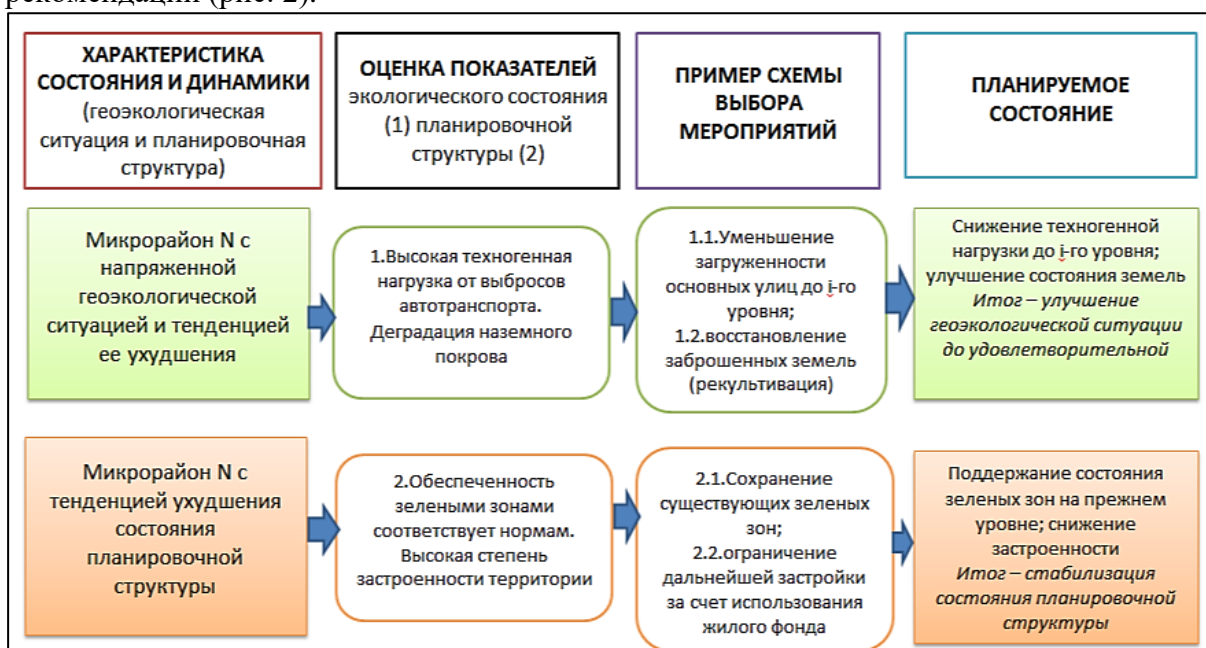 рекомендаций (рис. 2).
ХАРАКТЕРИСТИКА
СОСТОЯНИЯ И ДИНАМИКИ
(геоэкологическая
ситуация и планировочная
структура)
ОЦЕНКА ПОКАЗАТЕЛЕЙ
экологического состояния
(1) планировочной
структуры (2)
ПРИМЕР СХЕМЫ
ВЫБОРА
МЕРОПРИЯТИЙ
ПЛАНИРУЕМОЕ
СОСТОЯНИЕ
Микрорайон N с
напряженной
геоэкологической
ситуацией и тенденцией
ее ухудшения
1.Высокая техногенная
нагрузка от выбросов
автотранспорта.
Деградация наземного
покрова
1.1.Уменьшение
загруженности
основных улиц до i-го
уровня;
1.2.восстановление
заброшенных земель
(рекультивация)
Снижение техногенной
нагрузки до i-го уровня;
улучшение состояния земель
Итог – улучшение
геоэкологической ситуации
до удовлетворительной
Микрорайон N с
тенденцией ухудшения
состояния
планировочной
структуры
2.Обеспеченность
зелеными зонами
соответствует нормам.
Высокая степень
застроенности территории
2.1.Сохранение
существующих зеленых
зон;
2.2.ограничение
дальнейшей застройки
за счет использования
жилого фонда
Поддержание состояния
зеленых зон на прежнем
уровне; снижение
застроенности
Итог – стабилизация
состояния планировочной
структуры